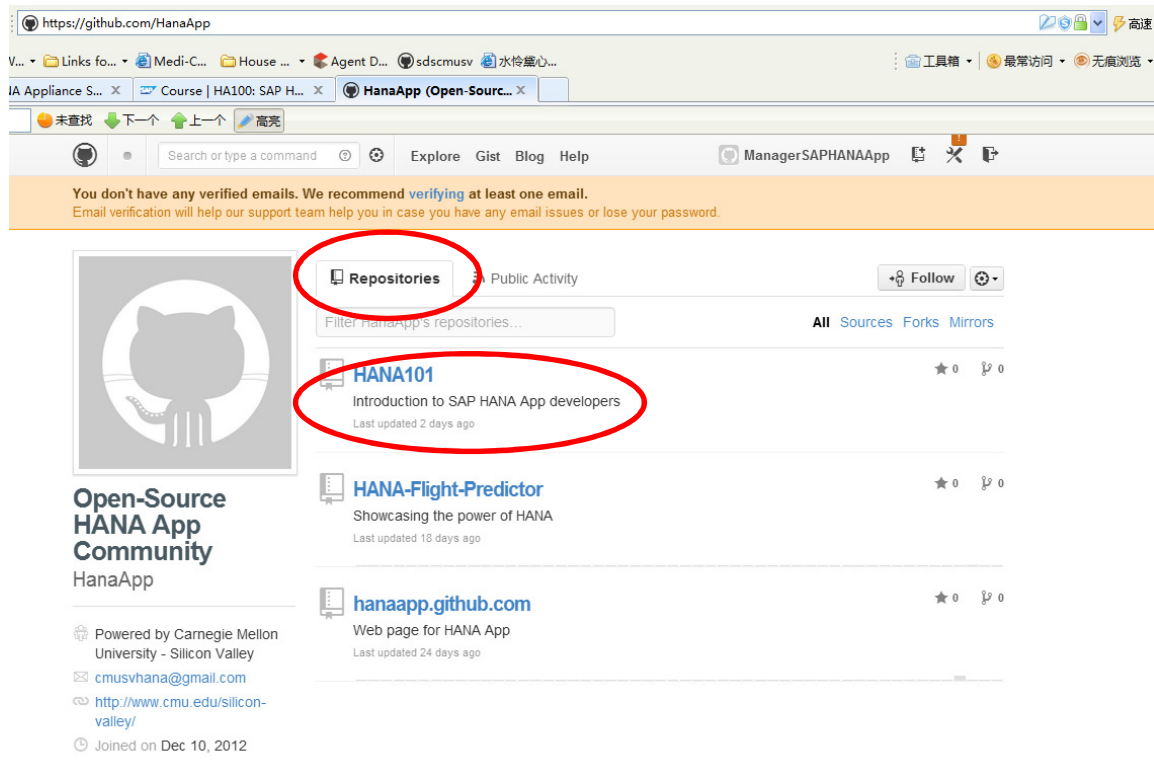 https://github.com/HanaApp
高速
W... Links fo... Medi-C... House ... Agent D... sdscmusv 水怜黛心...
工具箱 最常访问 无痕浏览
NA Appliance S... X Course | HA100: SAP H... X HanaApp (Open-Sourc... X
未查找 下一个 上一个 高亮
Search or type a command
Explore Gist Blog Help
ManagerSAPHANAApp
You don't have any verified emails. We recommend verifying at least one email.
Email verification will help our support team help you in case you have any email issues or lose your password.
Repositories
Public Activity
Follow
Filter HanaApp's repositories...
All Sources Forks Mirrors
HANA101
0 0
Introduction to SAP HANA App developers
Last updated 2 days ago
HANA-Flight-Predictor
0 0
Showcasing the power of HANA
Last updated 18 days ago
hanaapp.github.com
0 0
Web page for HANA App
Last updated 24 days ago
Open-Source
HANA App
Community
HanaApp
Powered by Carnegie Mellon
University - Silicon Valley
cmusvhana@gmail.com
http://www.cmu.edu/silicon-
valley/
Joined on Dec 10, 2012